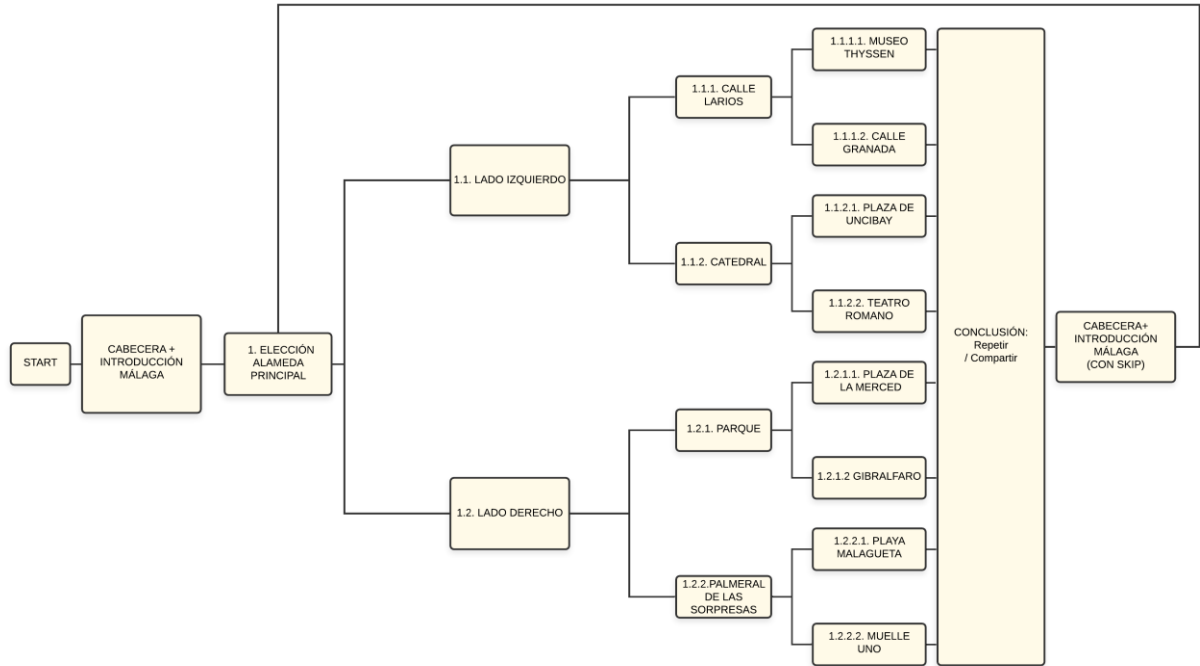 START
CABECERA +
INTRODUCCIÓN
MÁLAGA
1. ELECCIÓN
ALAMEDA
PRINCIPAL
1.1. LADO IZQUIERDO
1.2. LADO DERECHO
1.1.1. CALLE
LARIOS
1.1.2. CATEDRAL
1.2.1. PARQUE
1.2.2.PALMERAL
DE LAS
SORPRESAS
1.1.1.1. MUSEO
THYSSEN
1.1.1.2. CALLE
GRANADA
1.1.2.1. PLAZA DE
UNCIBAY
1.1.2.2. TEATRO
ROMANO
1.2.1.1. PLAZA DE
LA MERCED
1.2.1.2 GIBRALFARO
1.2.2.1. PLAYA
MALAGUETA
1.2.2.2. MUELLE
UNO
CONCLUSIÓN:
Repetir
/ Compartir
CABECERA+
INTRODUCCIÓN
MÁLAGA
(CON SKIP)